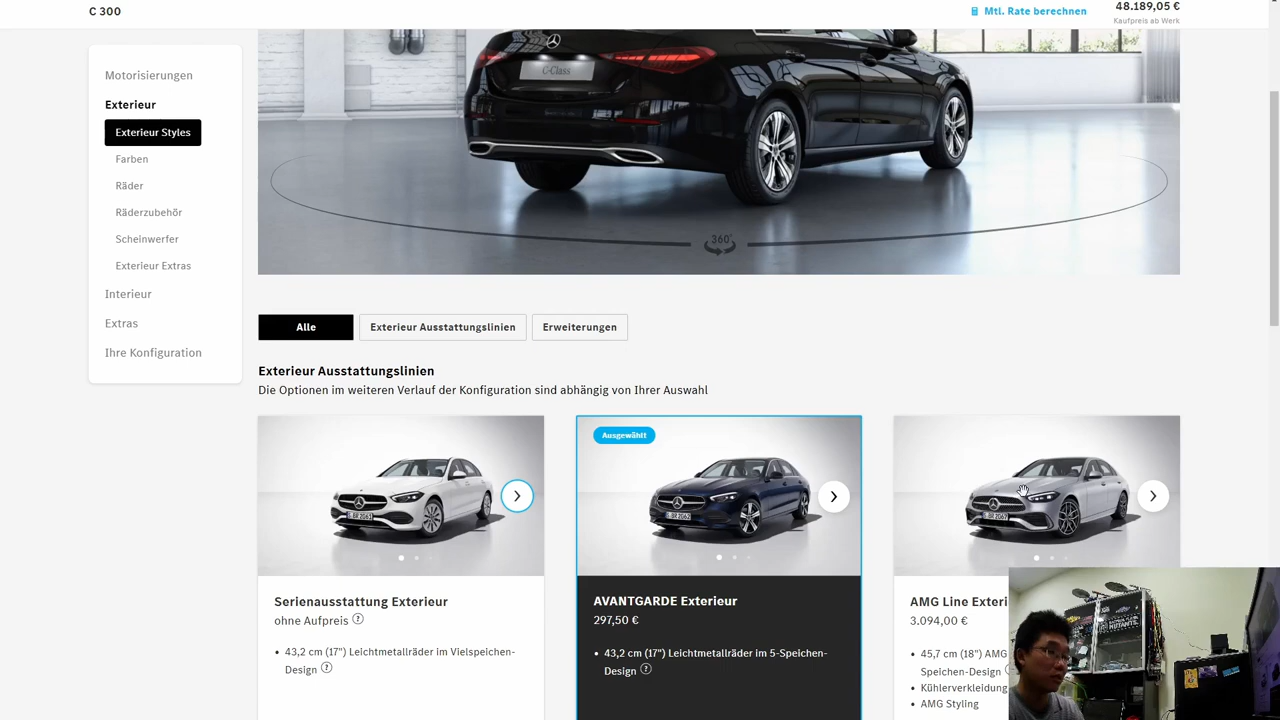 C 300
Mtl. Rate berechnen
48.189,05 €
Kaufpreis ab Werk
Motorisierungen
Exterieur
Exterieur Styles
Farben
Räder
Räderzubehör
Scheinwerfer
Exterieur Extras
Interieur
Extras
Ihre Konfiguration
C-Class
360°
Alle
Exterieur Ausstattungslinien
Erweiterungen
Exterieur Ausstattungslinien
Die Optionen im weiteren Verlauf der Konfiguration sind abhängig von Ihrer Auswahl
Serienausstattung Exterieur
ohne Aufpreis
• 43,2 cm (17") Leichtmetallräder im Vielspeichen-
Design
Ausgewählt
AVANTGARDE Exterieur
297,50 €
• 43,2 cm (17") Leichtmetallräder im 5-Speichen-
Design
AMG Line Exteri
3.094,00 €
• 45,7 cm (18") AMG
Speichen-Design
• Kühlerverkleidung
• AMG Styling